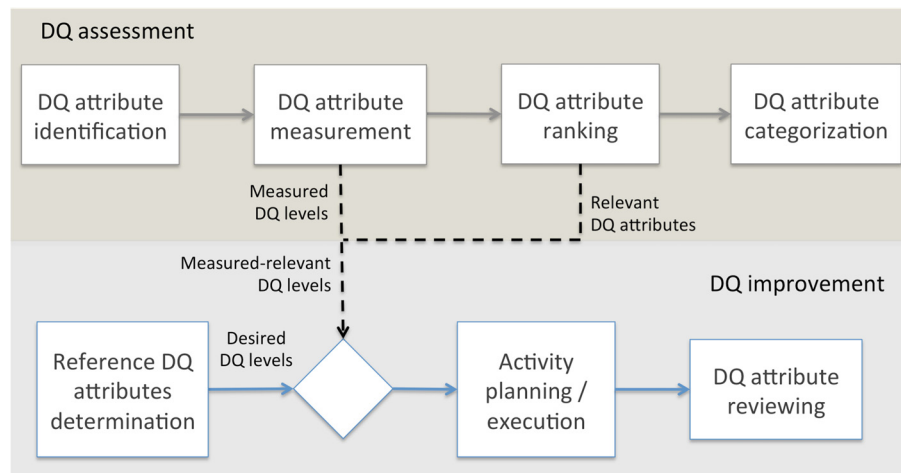 DQ assessment
DQ attribute
identification
DQ attribute
measurement
DQ attribute
ranking
DQ attribute
categorization
Measured
DQ levels
Relevant
DQ attributes
Measured-relevant
DQ levels
DQ improvement
Reference DQ
attributes
determination
Desired
DQ levels
Activity
planning /
execution
DQ attribute
reviewing